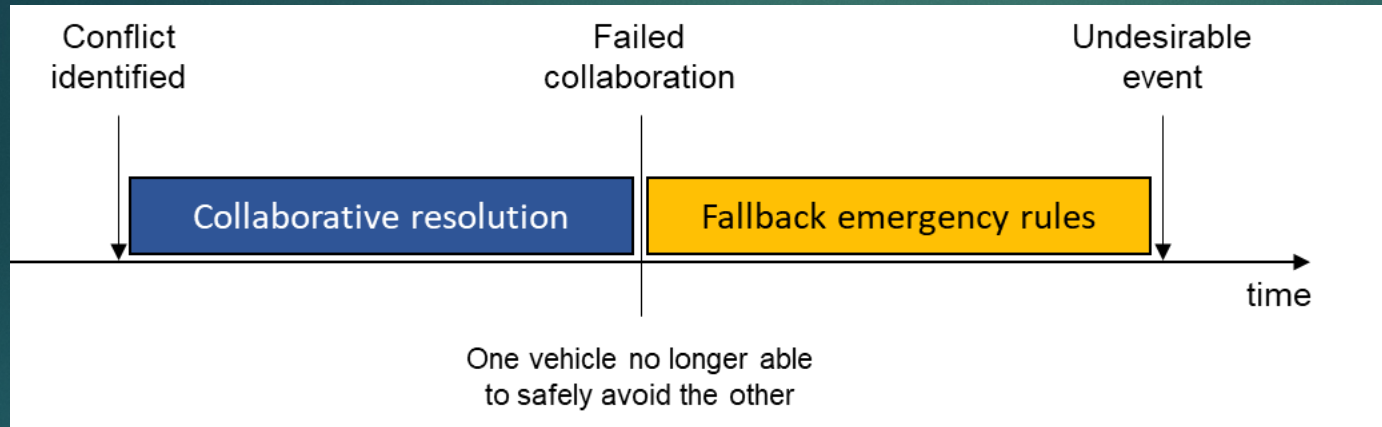 Conflict
identified
Failed
collaboration
Undesirable
event
Collaborative resolution
Fallback emergency rules
time
One vehicle no longer able
to safely avoid the other